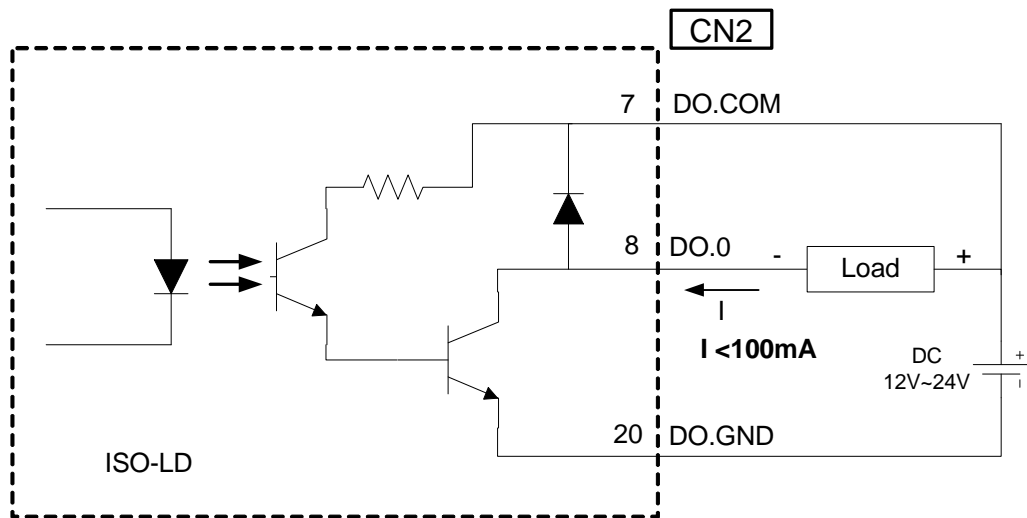 CN2
7 DO.COM
8 DO.0 - Load +
I
I <100mA
DC
12V~24V
+
-
20 DO.GND
ISO-LD